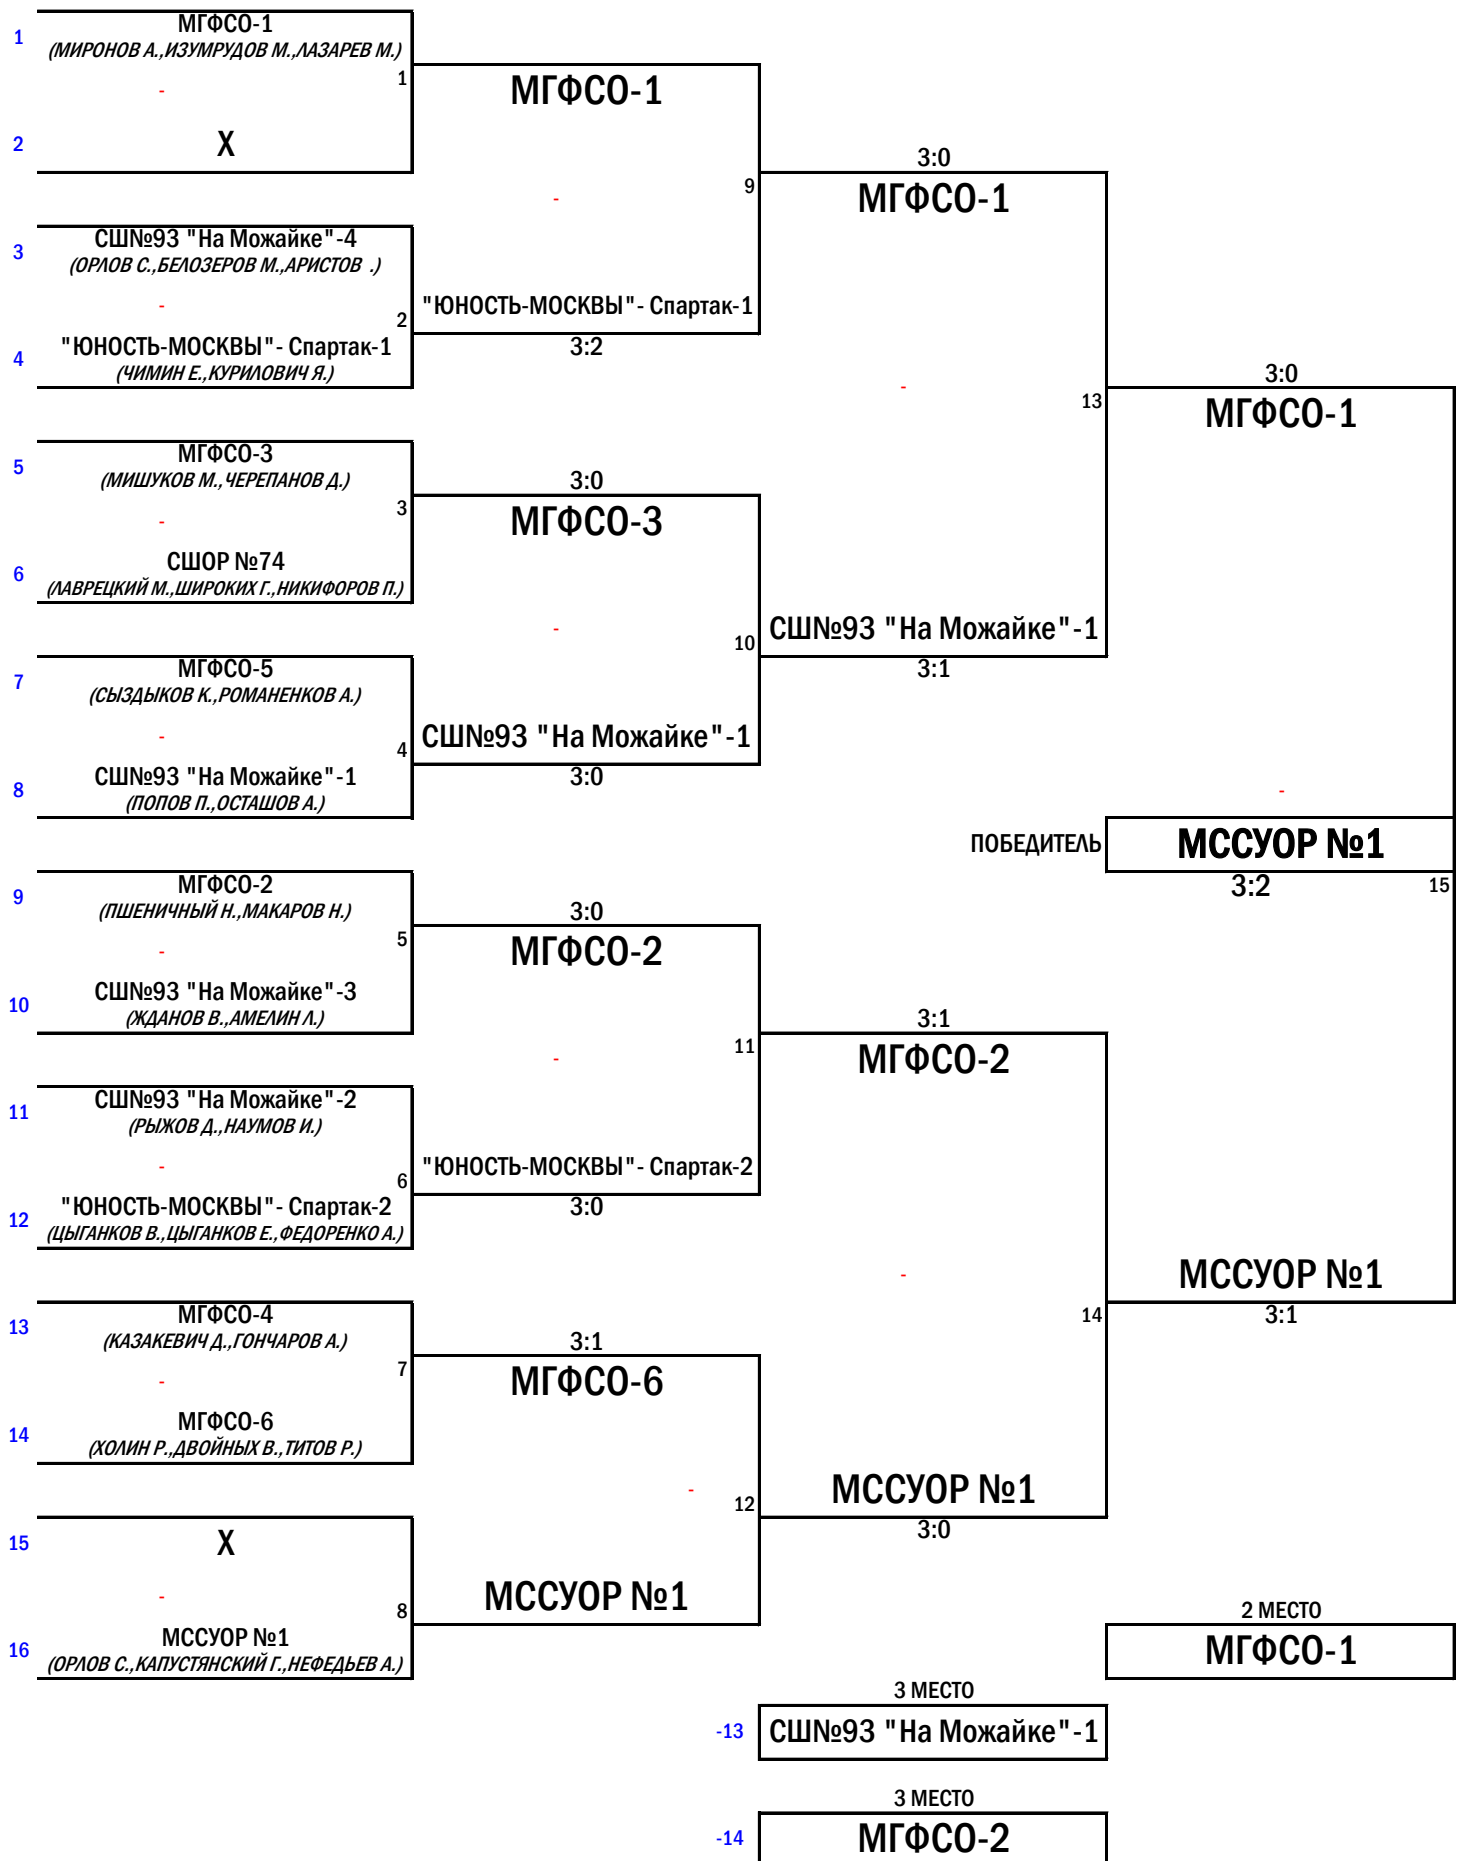 МГФСО-1
1
(МИРОНОВ А.,ИЗУМРУДОВ М.,ЛАЗАРЕВ М.)
1
МГФСО-1
-
2
X
3:0
9
МГФСО-1
-
СШ№93 "На Можайке"-4
3
(ОРЛОВ С.,БЕЛОЗЕРОВ М.,АРИСТОВ .)
-
2
"ЮНОСТЬ-МОСКВЫ"- Спартак-1
"ЮНОСТЬ-МОСКВЫ"- Спартак-1
3:2
4
(ЧИМИН Е.,КУРИЛОВИЧ Я.)
-
3:0
13
МГФСО-1
МГФСО-3
5
(МИШУКОВ М.,ЧЕРЕПАНОВ Д.)
3:0
3
МГФСО-3
-
СШОР №74
6
(ЛАВРЕЦКИЙ М.,ШИРОКИХ Г.,НИКИФОРОВ П.)
-
10
СШ№93 "На Можайке"-1
3:1
МГФСО-5
7
(СЫЗДЫКОВ К.,РОМАНЕНКОВ А.)
-
4
СШ№93 "На Можайке"-1
3:0
СШ№93 "На Можайке"-1
8
(ПОПОВ П.,ОСТАШОВ А.)
-
ПОБЕДИТЕЛЬ
МССУОР №1
3:2
15
МГФСО-2
9
(ПШЕНИЧНЫЙ Н.,МАКАРОВ Н.)
3:0
5
МГФСО-2
-
СШ№93 "На Можайке"-3
10
(ЖДАНОВ В.,АМЕЛИН Л.)
3:1
11
МГФСО-2
-
СШ№93 "На Можайке"-2
11
(РЫЖОВ Д.,НАУМОВ И.)
-
6
"ЮНОСТЬ-МОСКВЫ"- Спартак-2
"ЮНОСТЬ-МОСКВЫ"- Спартак-2
3:0
12
(ЦЫГАНКОВ В.,ЦЫГАНКОВ Е.,ФЕДОРЕНКО А.)
-
МССУОР №1
14
3:1
МГФСО-4
13
(КАЗАКЕВИЧ Д.,ГОНЧАРОВ А.)
3:1
7
МГФСО-6
-
МГФСО-6
14
(ХОЛИН Р.,ДВОЙНЫХ В.,ТИТОВ Р.)
-
12
МССУОР №1
3:0
15
X
-
8
МССУОР №1
МССУОР №1
16
(ОРЛОВ С.,КАПУСТЯНСКИЙ Г.,НЕФЕДЬЕВ А.)
2 МЕСТО
МГФСО-1
3 МЕСТО
-13
СШ№93 "На Можайке"-1
3 МЕСТО
-14
МГФСО-2